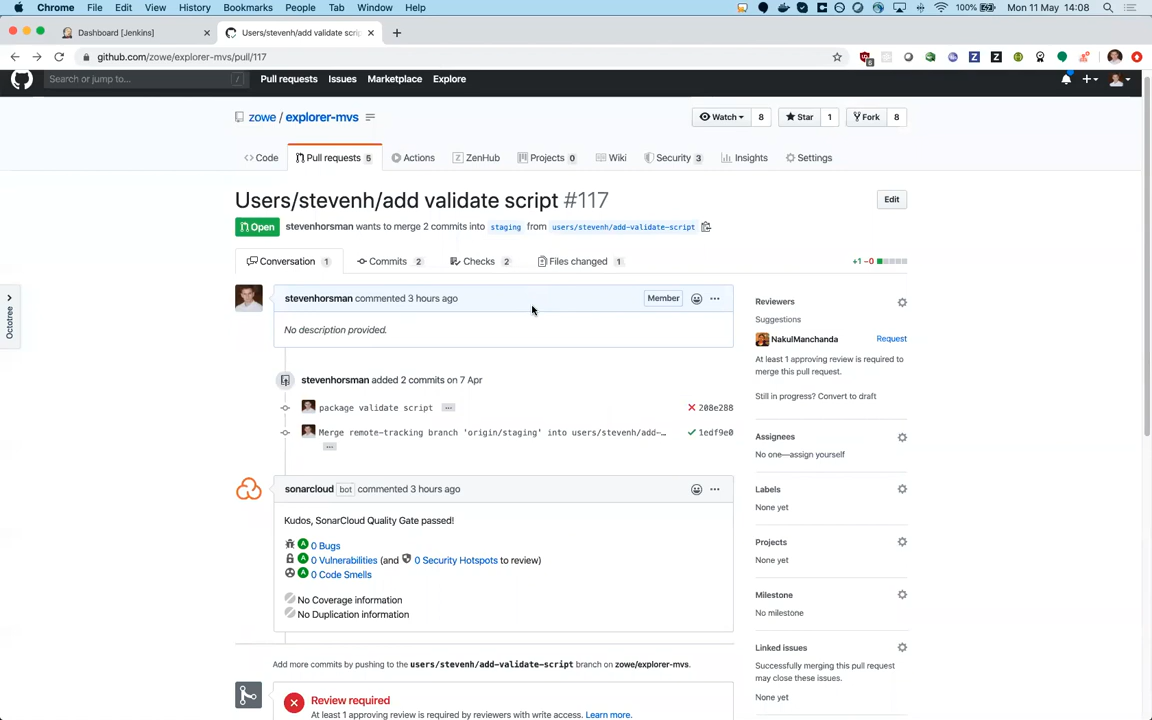 Chrome File Edit View History Bookmarks People Tab Window Help 100% Mon 11 May 14:08
Dashboard [Jenkins] × Users/stevenh/add validate scrip × +
github.com/zowe/explorer-mvs/pull/117
Search or jump to... / Pull requests Issues Marketplace Explore
zowe / explorer-mvs Watch 8 Star 1 Fork 8
Code Pull requests 5 Actions ZenHub Projects 0 Wiki Security 3 Insights Settings
Users/stevenh/add validate script #117 Edit
Open stevenhorsman wants to merge 2 commits into staging from users/stevenh/add-validate-script
Conversation 1 Commits 2 Checks 2 Files changed 1 +1 −0
Octotree
stevenhorsman commented 3 hours ago Member
No description provided.
stevenhorsman added 2 commits on 7 Apr
package validate script ... 208e288
Merge remote-tracking branch 'origin/staging' into users/stevenh/add-… 1edf9e0
...
sonarcloud bot commented 3 hours ago
Kudos, SonarCloud Quality Gate passed!
A 0 Bugs
A 0 Vulnerabilities (and 0 Security Hotspots to review)
A 0 Code Smells
No Coverage information
No Duplication information
Add more commits by pushing to the users/stevenh/add-validate-script branch on zowe/explorer-mvs.
Review required
At least 1 approving review is required by reviewers with write access. Learn more.
Reviewers
Suggestions
NakulManchanda Request
At least 1 approving review is required to
merge this pull request.
Still in progress? Convert to draft
Assignees
No one—assign yourself
Labels
None yet
Projects
None yet
Milestone
No milestone
Linked issues
Successfully merging this pull request
may close these issues.
None yet